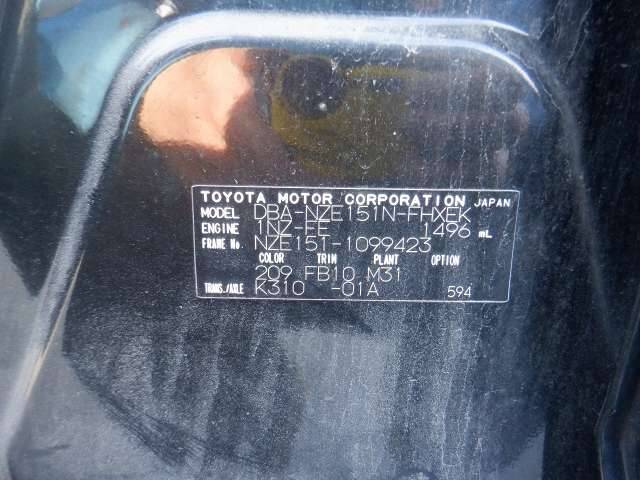 TOYOTA MOTOR CORPORATION JAPAN
MODEL DBA-NZE151N-FHXEK
ENGINE 1NZ-FE 1496 mL
FRAME No. NZE151-1099423
COLOR TRIM PLANT OPTION
209 FB10 M31
TRANS./AXLE K310 -01A 594